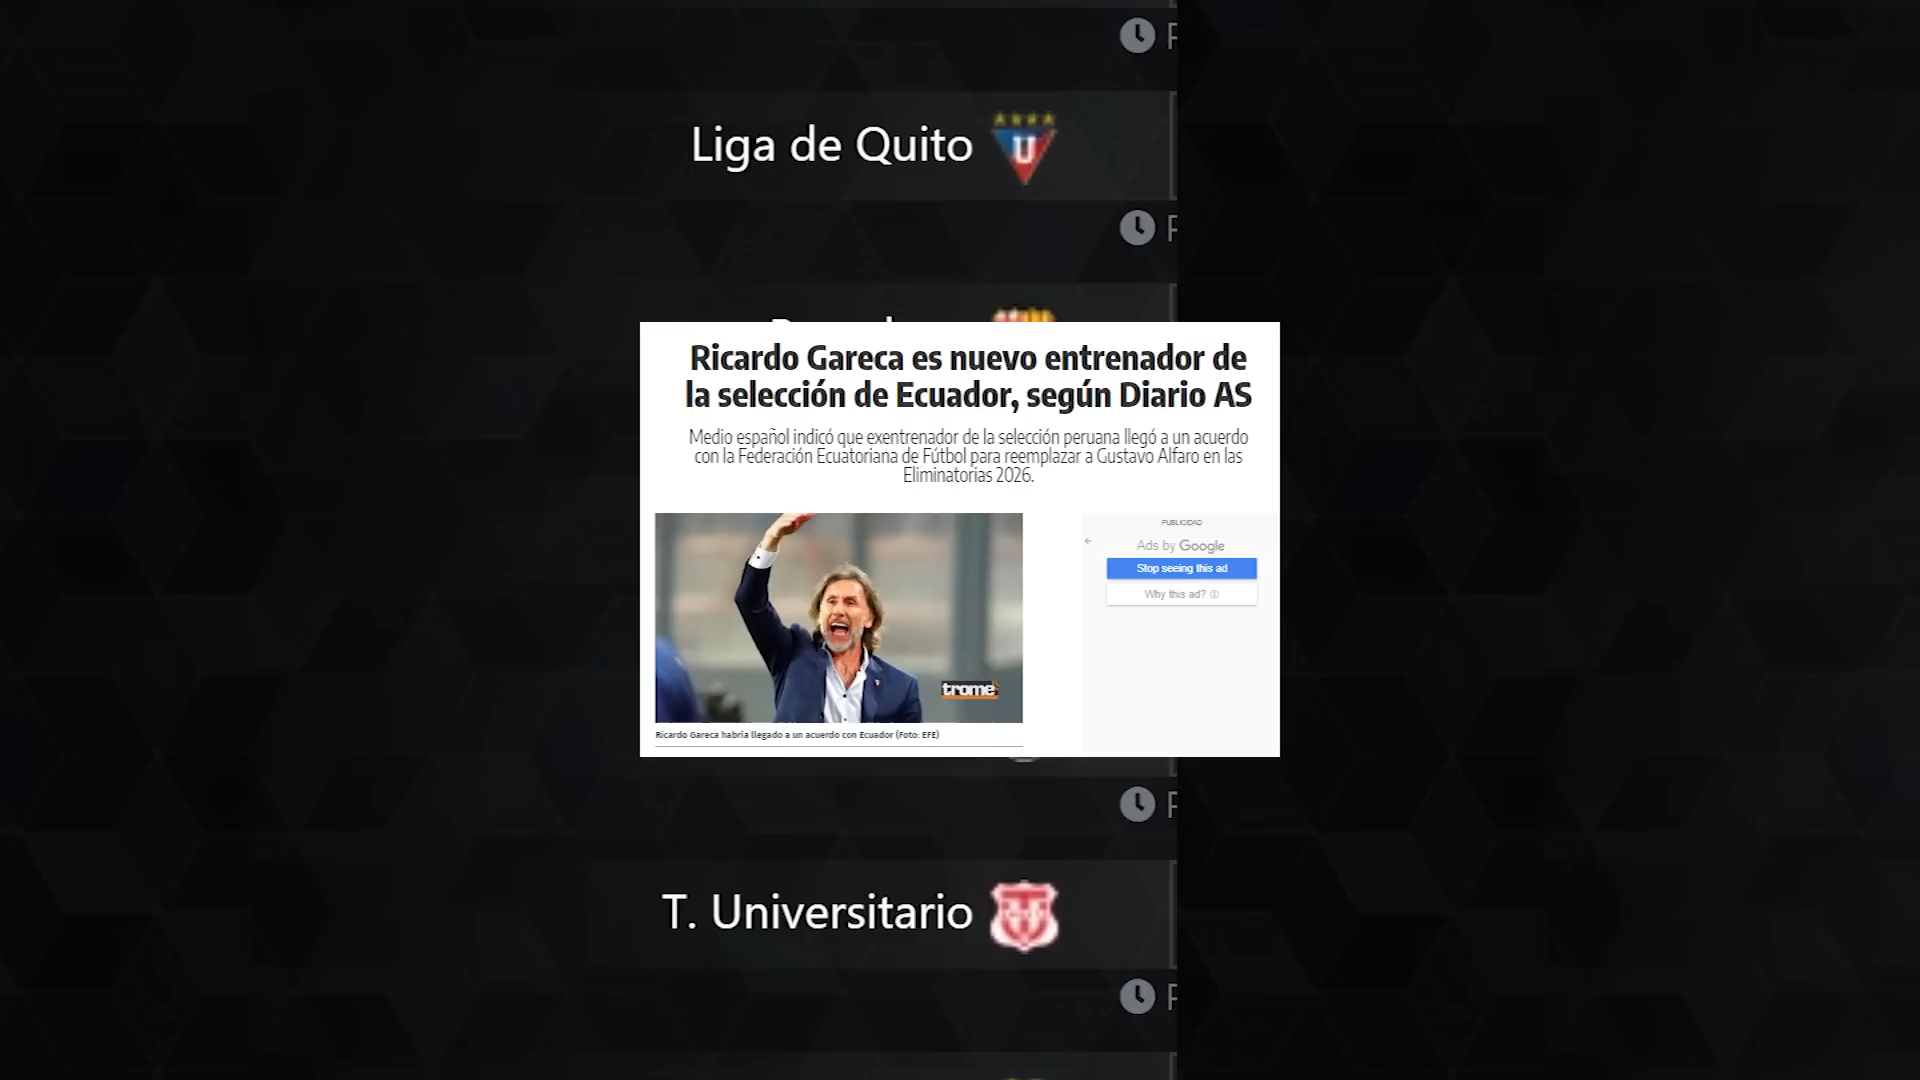 Liga de Quito
U
Ricardo Gareca es nuevo entrenador de
la selección de Ecuador, según Diario AS
Medio español indicó que exentrenador de la selección peruana llegó a un acuerdo
con la Federación Ecuatoriana de Fútbol para reemplazar a Gustavo Alfaro en las
Eliminatorias 2026.
PUBLICIDAD
Ads by Google
Stop seeing this ad
Why this ad?
trome
Ricardo Gareca habría llegado a un acuerdo con Ecuador (Foto: EFE)
T. Universitario